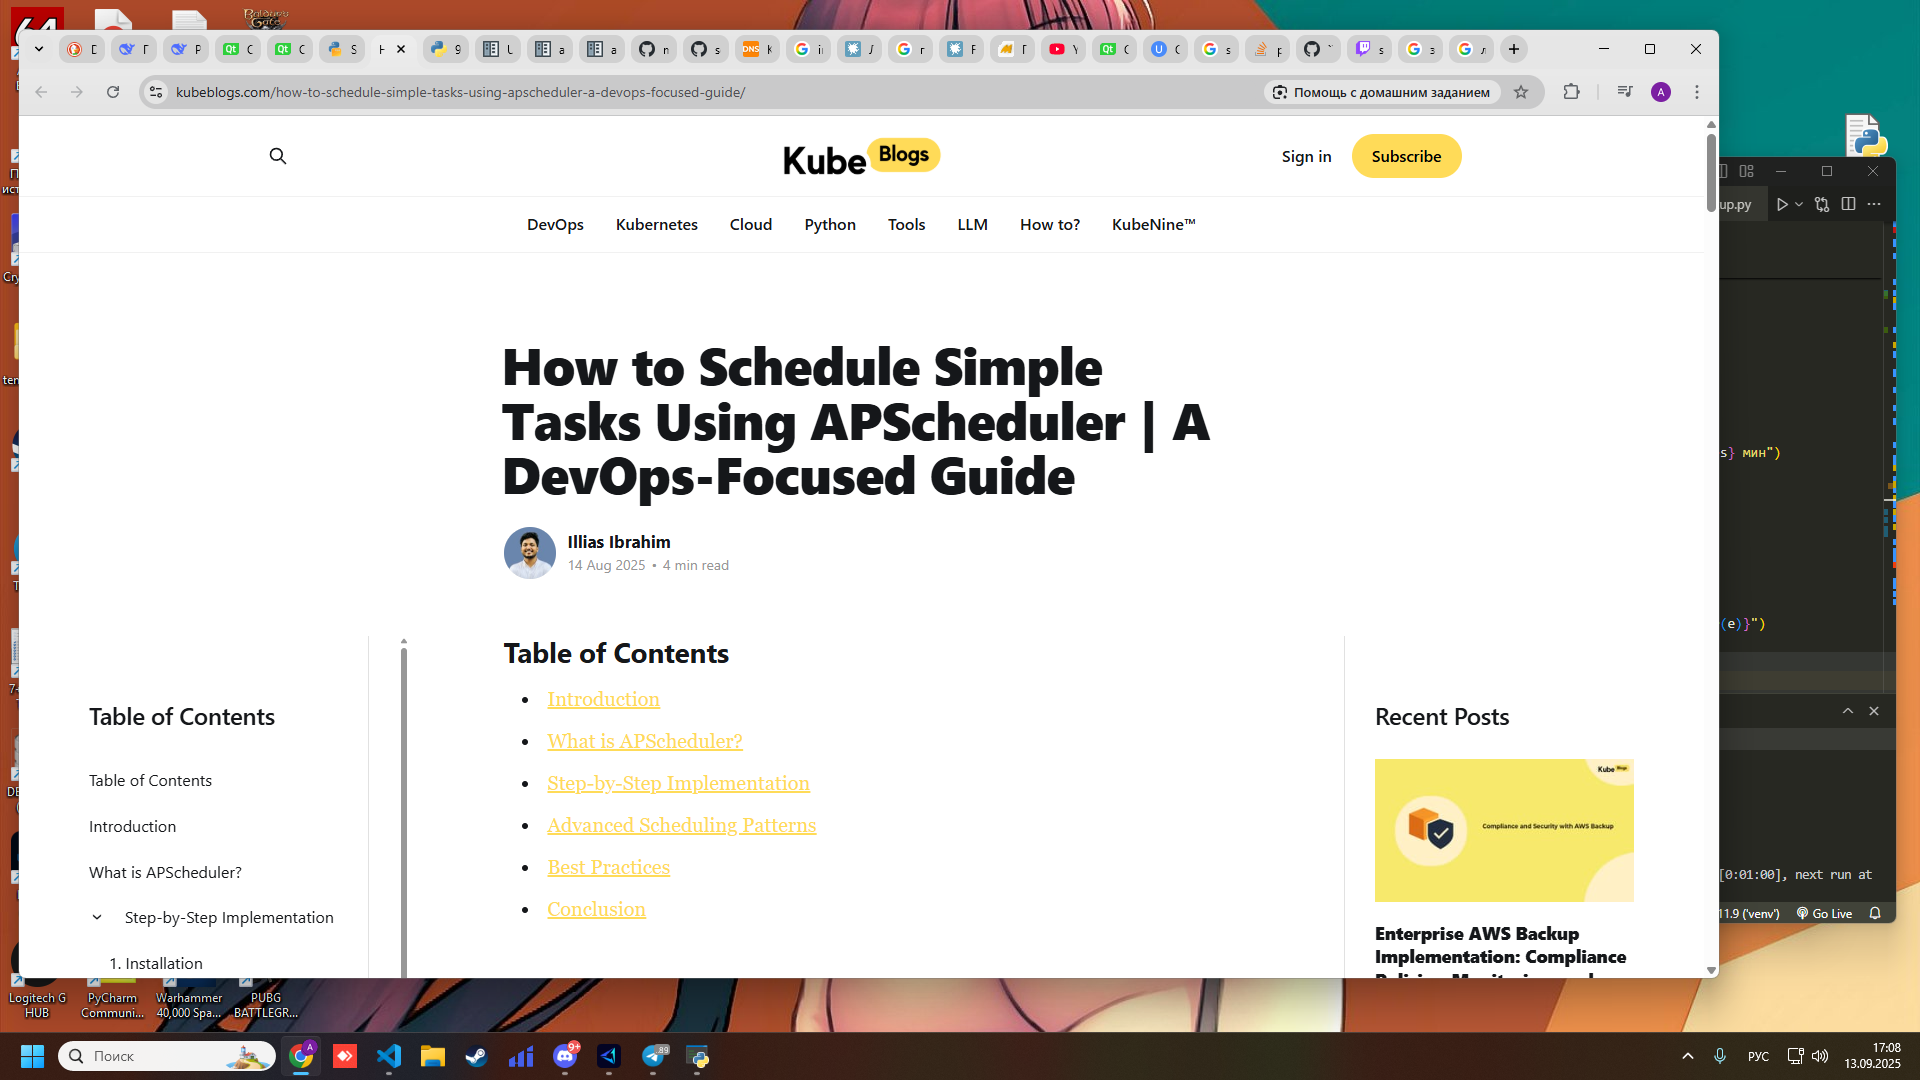 kubeblogs.com/how-to-schedule-simple-tasks-using-apscheduler-a-devops-focused-guide/
Помощь с домашним заданием
Kube Blogs
Sign in
Subscribe
DevOps
Kubernetes
Cloud
Python
Tools
LLM
How to?
KubeNine™
How to Schedule Simple
Tasks Using APScheduler | A
DevOps-Focused Guide
Illias Ibrahim
14 Aug 2025 • 4 min read
Table of Contents
Introduction
What is APScheduler?
Step-by-Step Implementation
Advanced Scheduling Patterns
Best Practices
Conclusion
Table of Contents
Table of Contents
Introduction
What is APScheduler?
Step-by-Step Implementation
1. Installation
Recent Posts
Kube Blogs
Compliance and Security with AWS Backup
Enterprise AWS Backup
Implementation: Compliance
up.py
s} мин")
(e)}")
[0:01:00], next run at
11.9 ('venv')
Go Live
Logitech G
HUB
PyCharm
Communi...
Warhammer
40,000 Spa...
PUBG
BATTLEGR...
Поиск
9+
89
РУС
17:08
13.09.2025